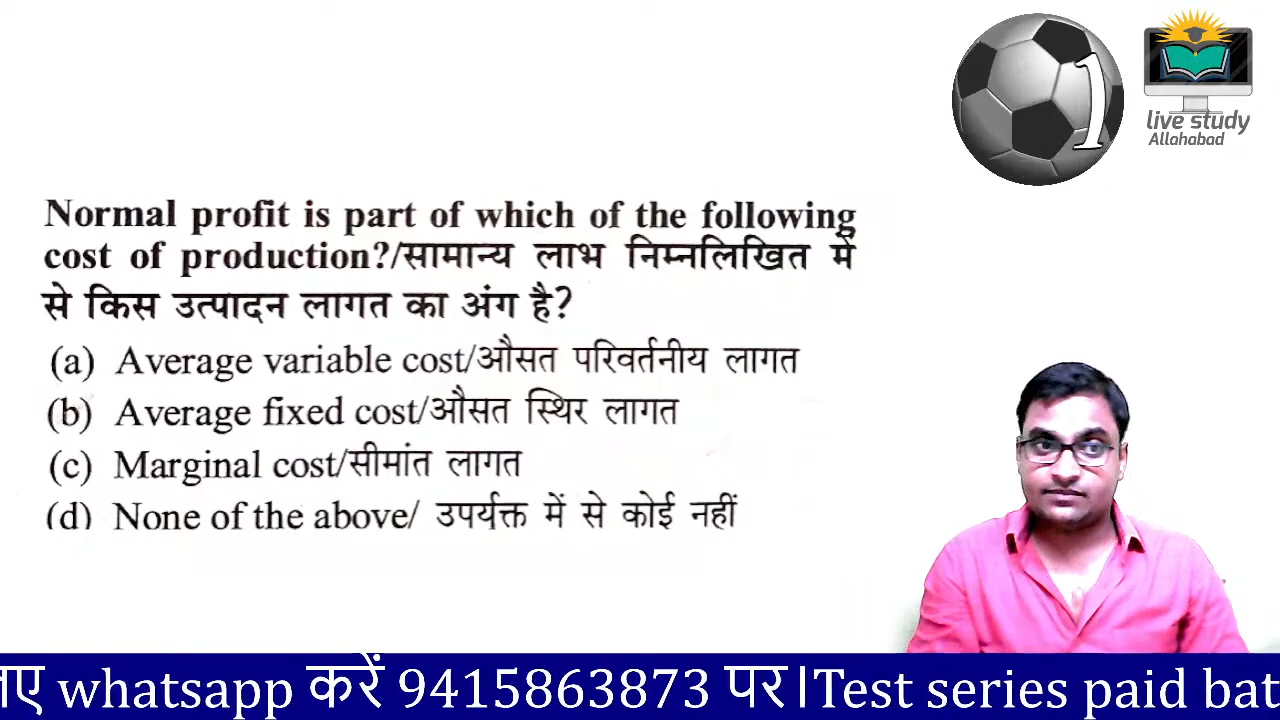 1
live study
Allahabad
Normal profit is part of which of the following
cost of production?/सामान्य लाभ निम्नलिखित में
से किस उत्पादन लागत का अंग है?
(a) Average variable cost/औसत परिवर्तनीय लागत
(b) Average fixed cost/औसत स्थिर लागत
(c) Marginal cost/सीमांत लागत
(d) None of the above/ उपर्युक्त में से कोई नहीं
whatsapp करें 9415863873 पर।Test series paid bat